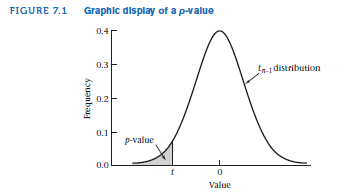 FIGURE 7.1 Graphic display of a p-value
0.4
0.3
0.2
0.1
0.0
Frequency
tn–1 distribution
p-value
t
0
Value